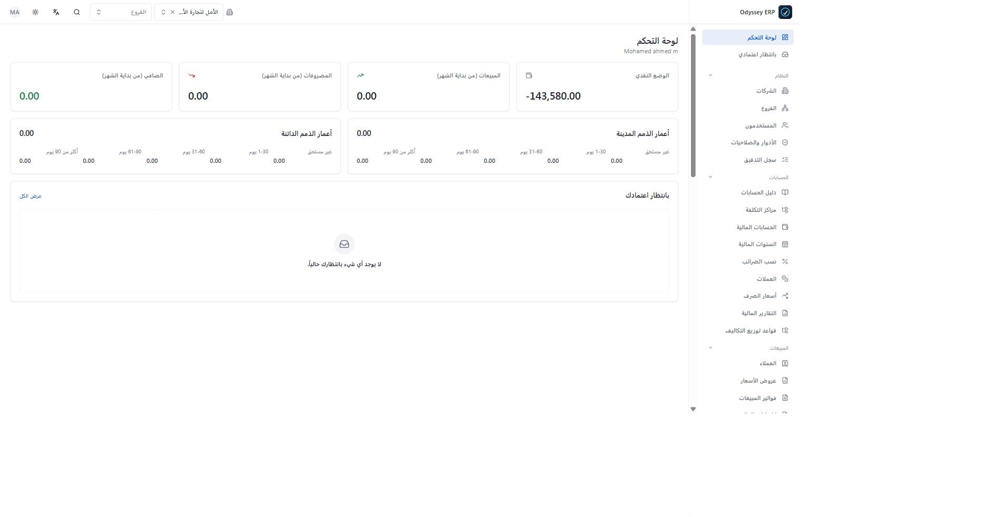 Odyssey ERP
الأمل لتجارة الأ...
الفروع
MA
لوحة التحكم
بانتظار اعتمادي
النظام
الشركات
الفروع
المستخدمون
الأدوار والصلاحيات
سجل التدقيق
الحسابات
دليل الحسابات
مراكز التكلفة
الحسابات المالية
السنوات المالية
نسب الضرائب
العملات
أسعار الصرف
التقارير المالية
قواعد توزيع التكاليف
المبيعات
العملاء
عروض الأسعار
فواتير المبيعات
لوحة التحكم
Mohamed ahmed m
الوضع النقدي
-143,580.00
المبيعات (من بداية الشهر)
0.00
المصروفات (من بداية الشهر)
0.00
الصافي (من بداية الشهر)
0.00
أعمار الذمم المدينة 0.00
غير مستحق 1-30 يوم 31-60 يوم 61-90 يوم أكثر من 90 يوم
0.00 0.00 0.00 0.00 0.00
أعمار الذمم الدائنة 0.00
غير مستحق 1-30 يوم 31-60 يوم 61-90 يوم أكثر من 90 يوم
0.00 0.00 0.00 0.00 0.00
بانتظار اعتمادك
عرض الكل
لا يوجد أي شيء بانتظارك حالياً.